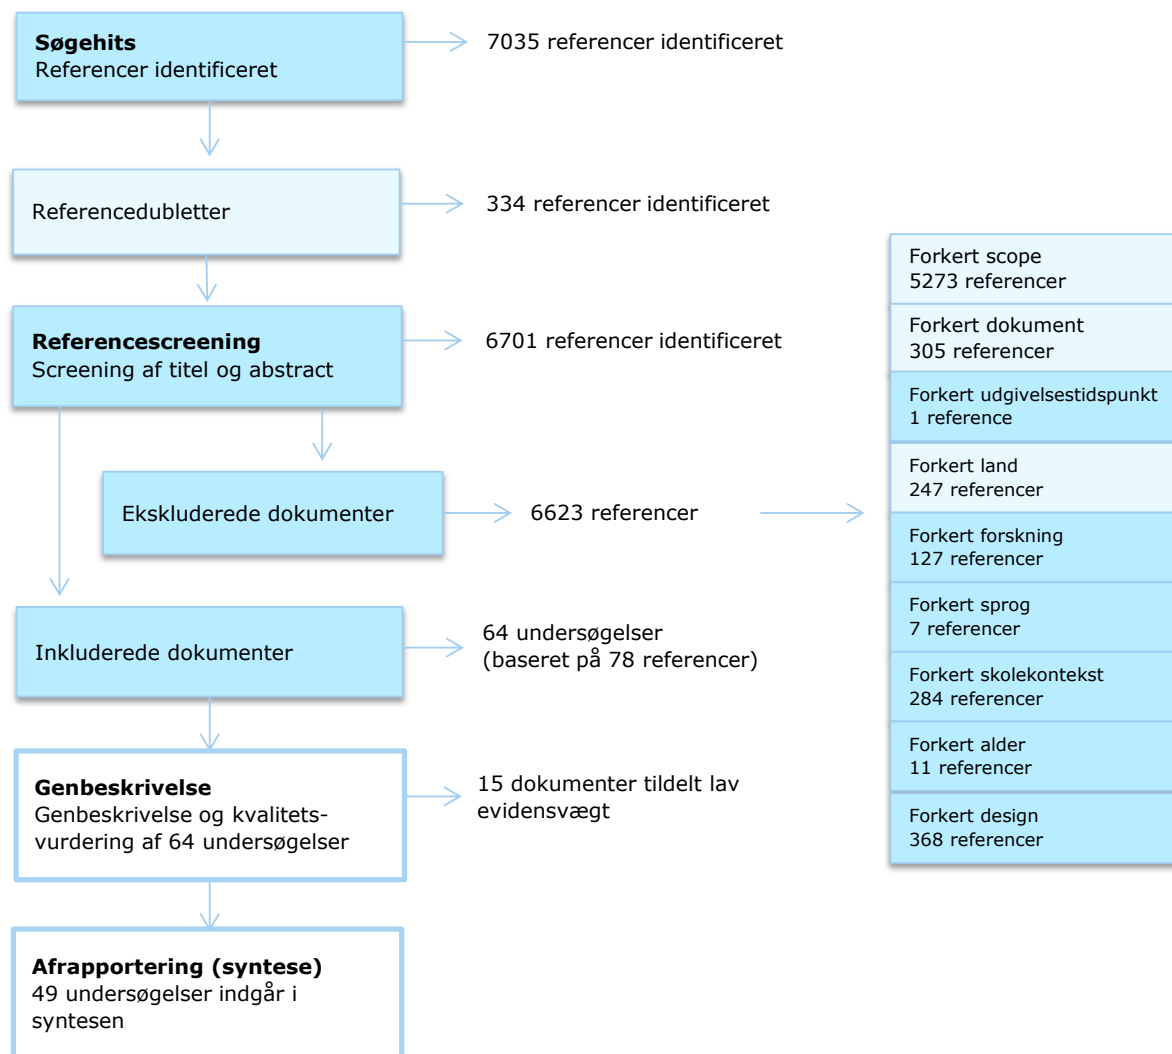 Søgehits
Referencer identificeret
7035 referencer identificeret
Referencedubletter
334 referencer identificeret
Referencescreening
Screening af titel og abstract
6701 referencer identificeret
Ekskluderede dokumenter
6623 referencer
Forkert scope
5273 referencer
Forkert dokument
305 referencer
Forkert udgivelsestidspunkt
1 reference
Forkert land
247 referencer
Forkert forskning
127 referencer
Forkert sprog
7 referencer
Forkert skolekontekst
284 referencer
Forkert alder
11 referencer
Forkert design
368 referencer
Inkluderede dokumenter
64 undersøgelser
(baseret på 78 referencer)
Genbeskrivelse
Genbeskrivelse og kvalitets-
vurdering af 64 undersøgelser
15 dokumenter tildelt lav
evidensvægt
Afrapportering (syntese)
49 undersøgelser indgår i
syntesen